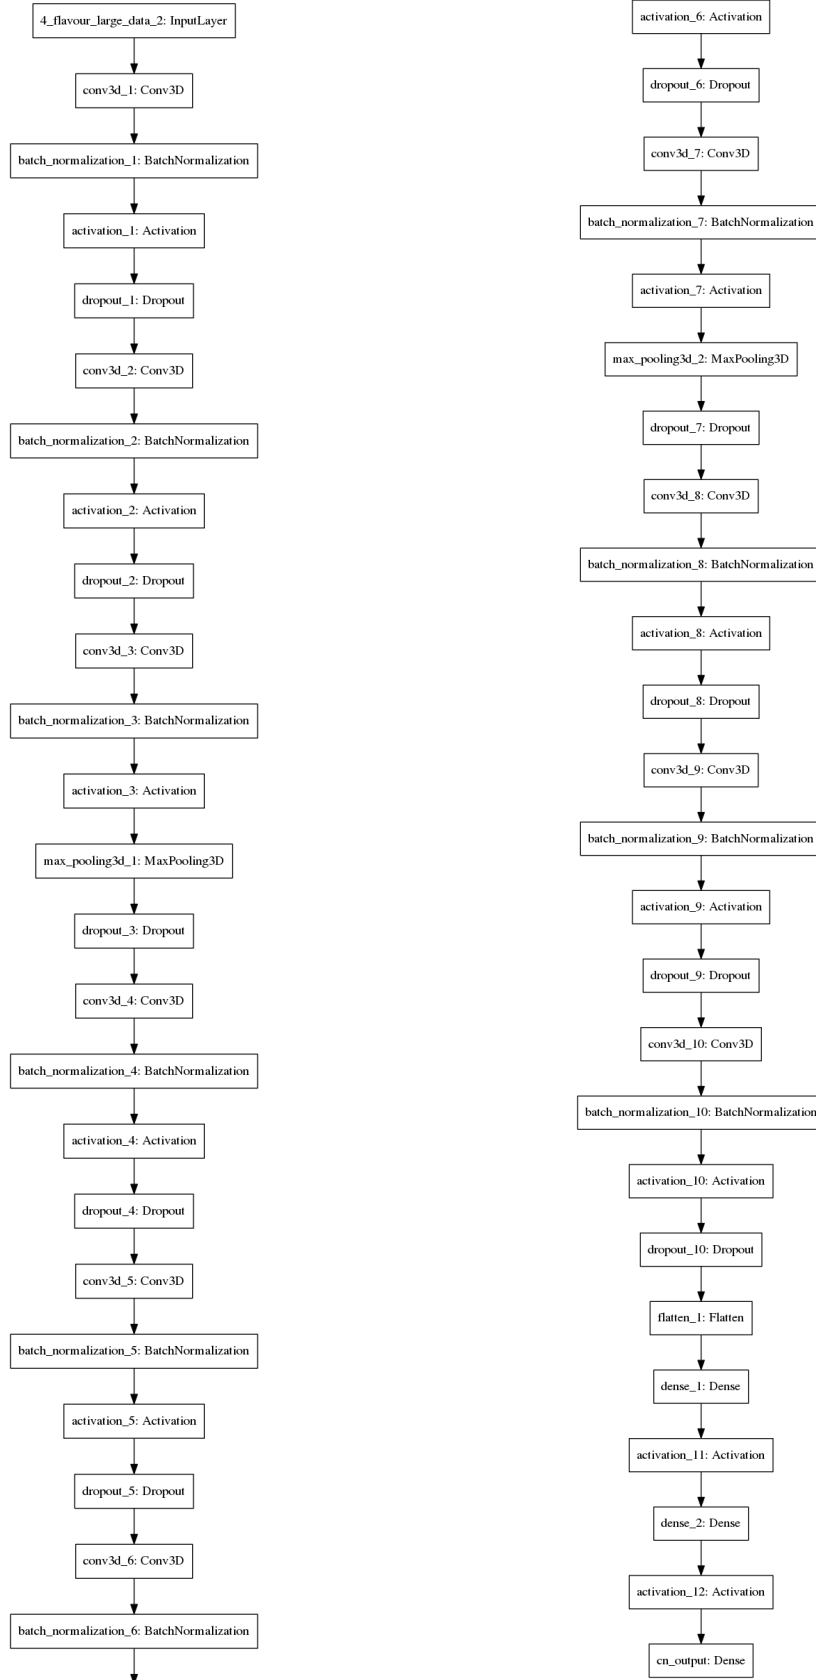 4_flavour_large_data_2: InputLayer
conv3d_1: Conv3D
batch_normalization_1: BatchNormalization
activation_1: Activation
dropout_1: Dropout
conv3d_2: Conv3D
batch_normalization_2: BatchNormalization
activation_2: Activation
dropout_2: Dropout
conv3d_3: Conv3D
batch_normalization_3: BatchNormalization
activation_3: Activation
max_pooling3d_1: MaxPooling3D
dropout_3: Dropout
conv3d_4: Conv3D
batch_normalization_4: BatchNormalization
activation_4: Activation
dropout_4: Dropout
conv3d_5: Conv3D
batch_normalization_5: BatchNormalization
activation_5: Activation
dropout_5: Dropout
conv3d_6: Conv3D
batch_normalization_6: BatchNormalization
activation_6: Activation
dropout_6: Dropout
conv3d_7: Conv3D
batch_normalization_7: BatchNormalization
activation_7: Activation
max_pooling3d_2: MaxPooling3D
dropout_7: Dropout
conv3d_8: Conv3D
batch_normalization_8: BatchNormalization
activation_8: Activation
dropout_8: Dropout
conv3d_9: Conv3D
batch_normalization_9: BatchNormalization
activation_9: Activation
dropout_9: Dropout
conv3d_10: Conv3D
batch_normalization_10: BatchNormalization
activation_10: Activation
dropout_10: Dropout
flatten_1: Flatten
dense_1: Dense
activation_11: Activation
dense_2: Dense
activation_12: Activation
cn_output: Dense